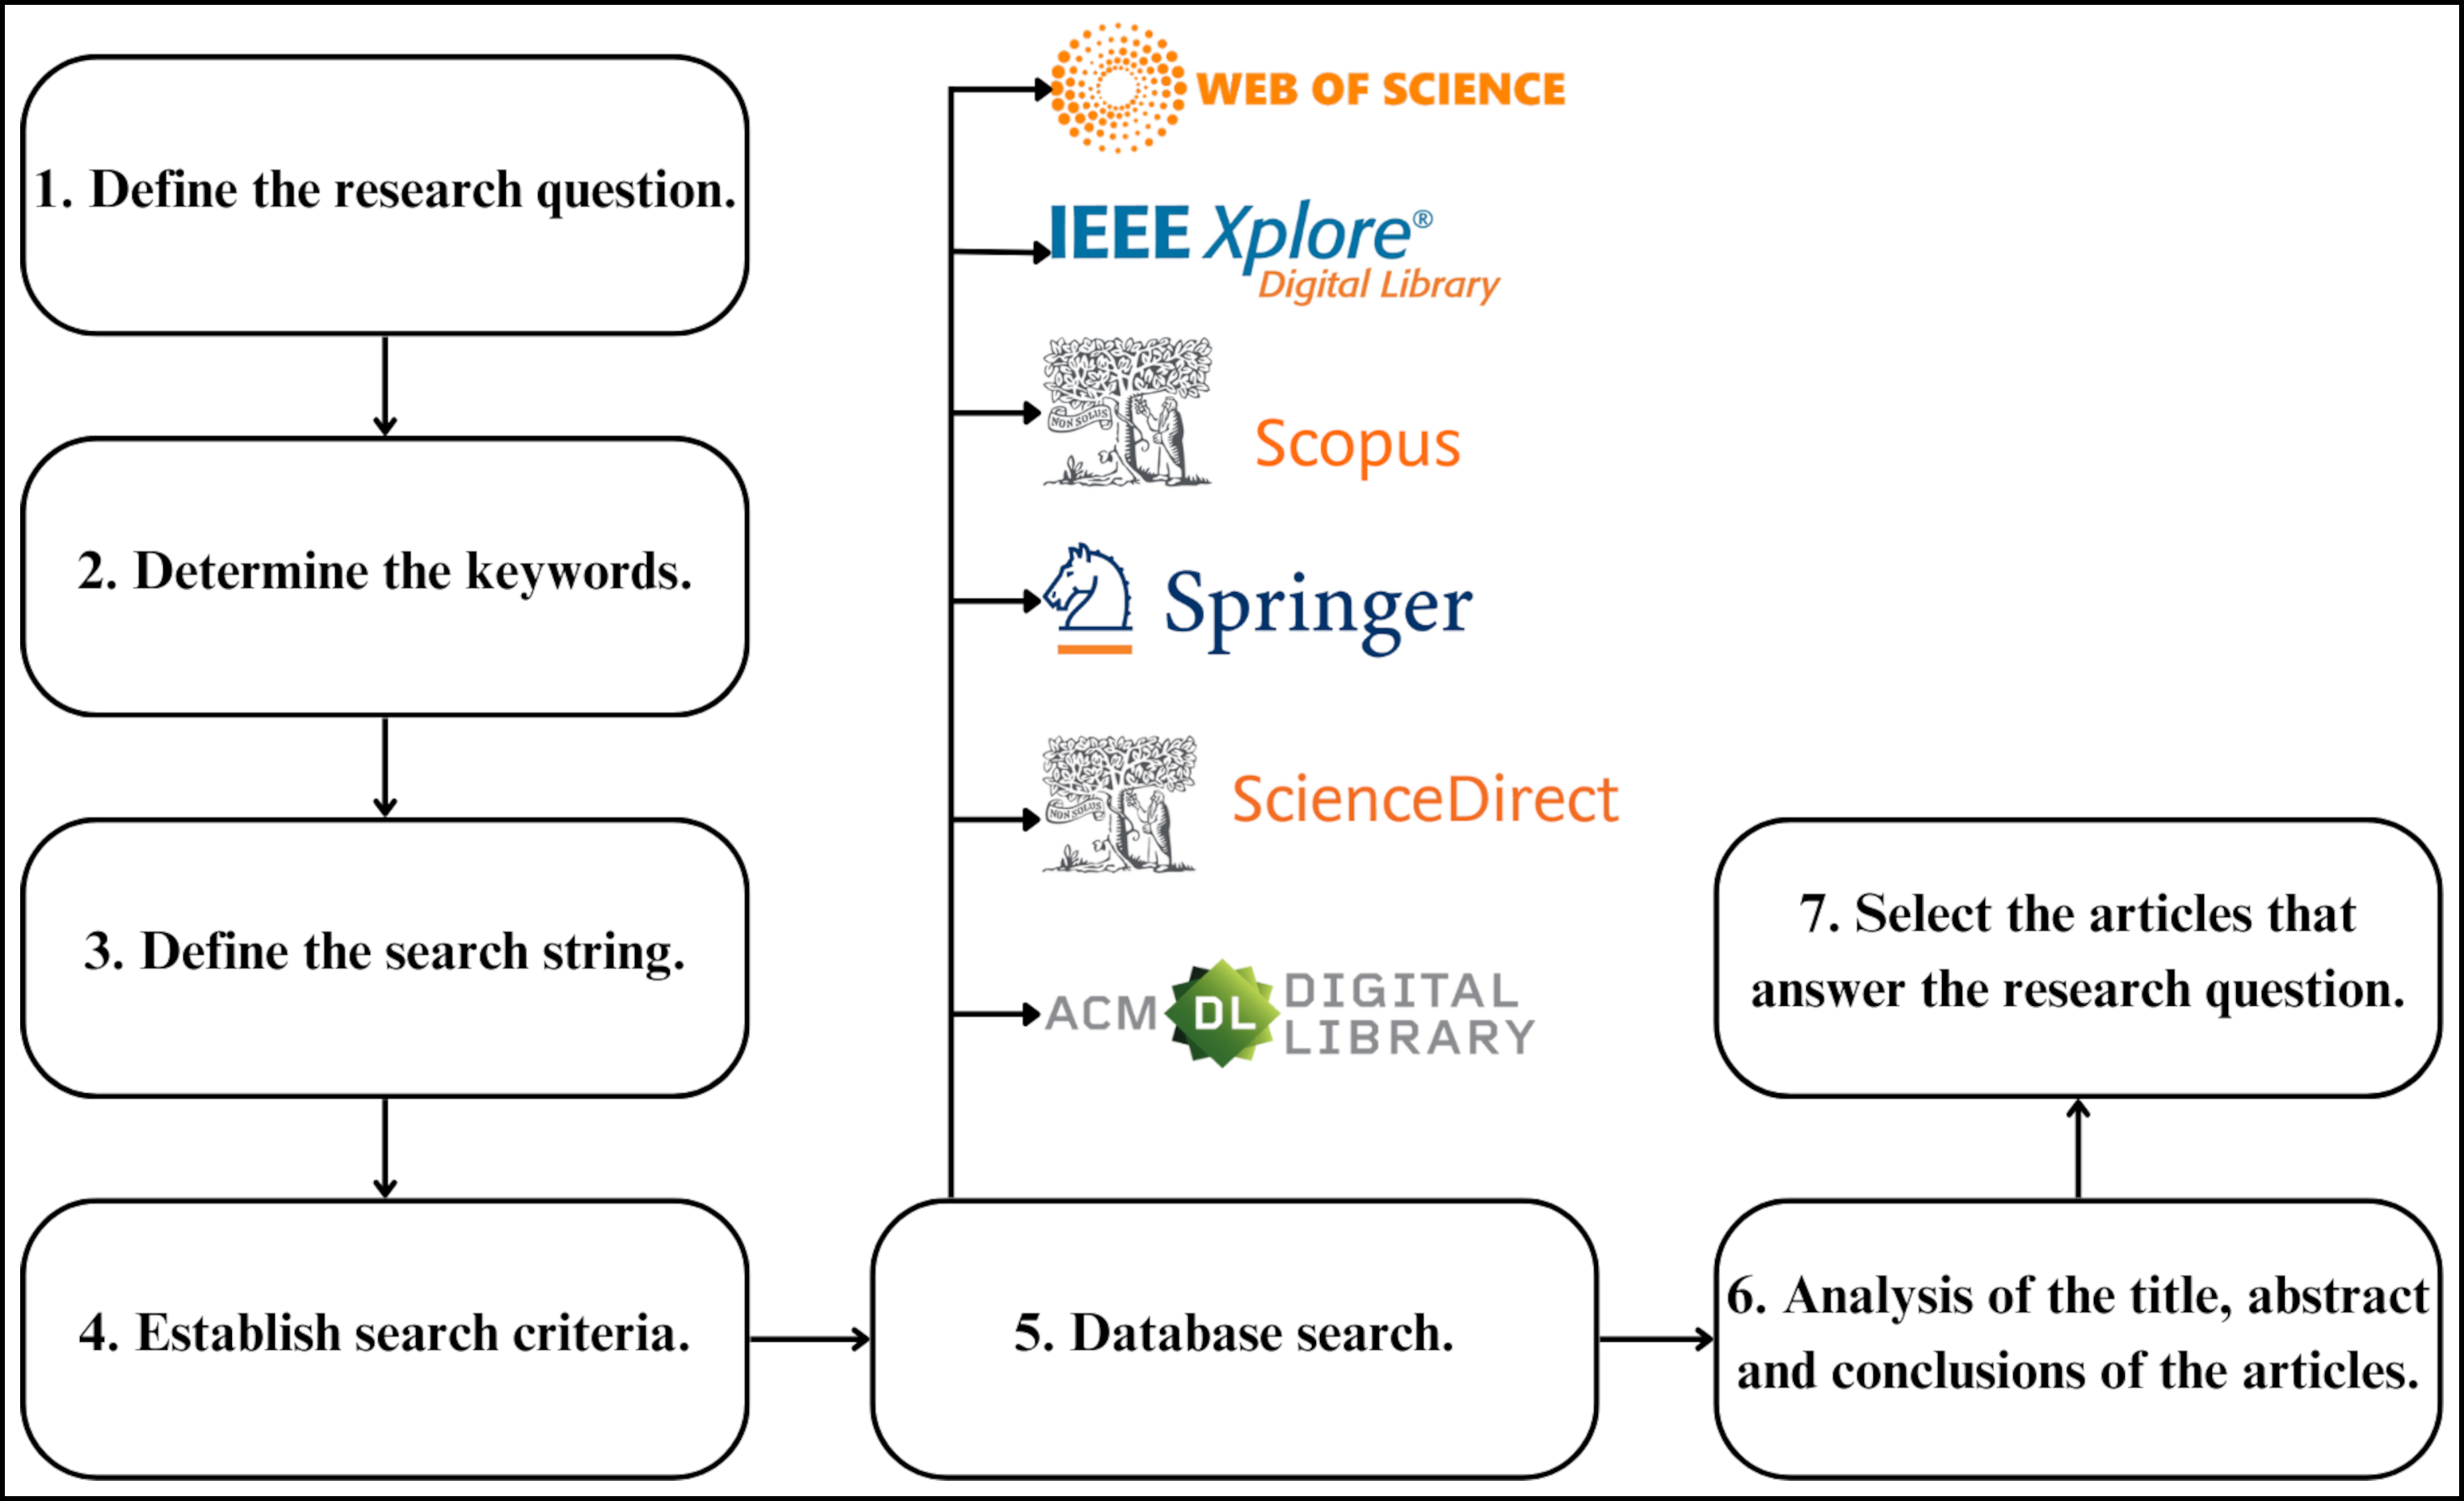 1. Define the research question.
2. Determine the keywords.
3. Define the search string.
4. Establish search criteria.
WEB OF SCIENCE
IEEE Xplore®
Digital Library
NON SOLUS
Scopus
Springer
NON SOLUS
ScienceDirect
ACM DL DIGITAL
LIBRARY
5. Database search.
6. Analysis of the title, abstract
and conclusions of the articles.
7. Select the articles that
answer the research question.